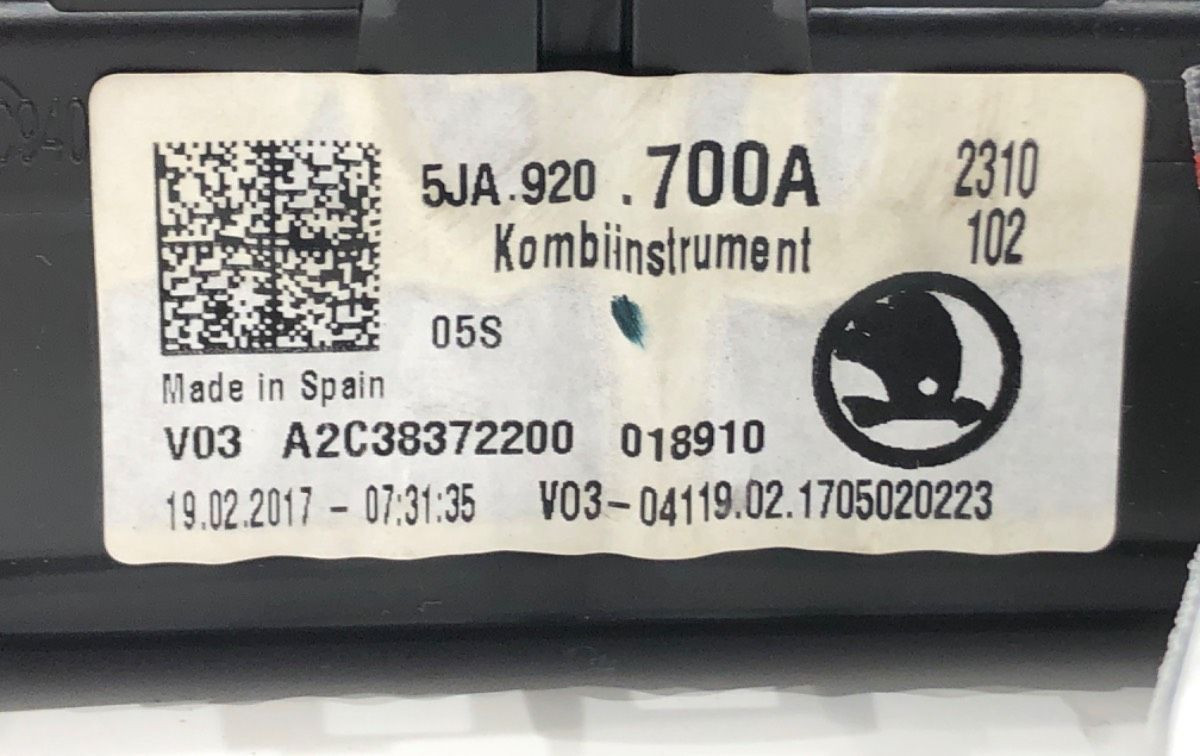 5JA.920 .700A 2310
Kombiinstrument 102
05S
Made in Spain
V03 A2C38372200 018910
19.02.2017 - 07:31:35 V03-04119.02.1705020223